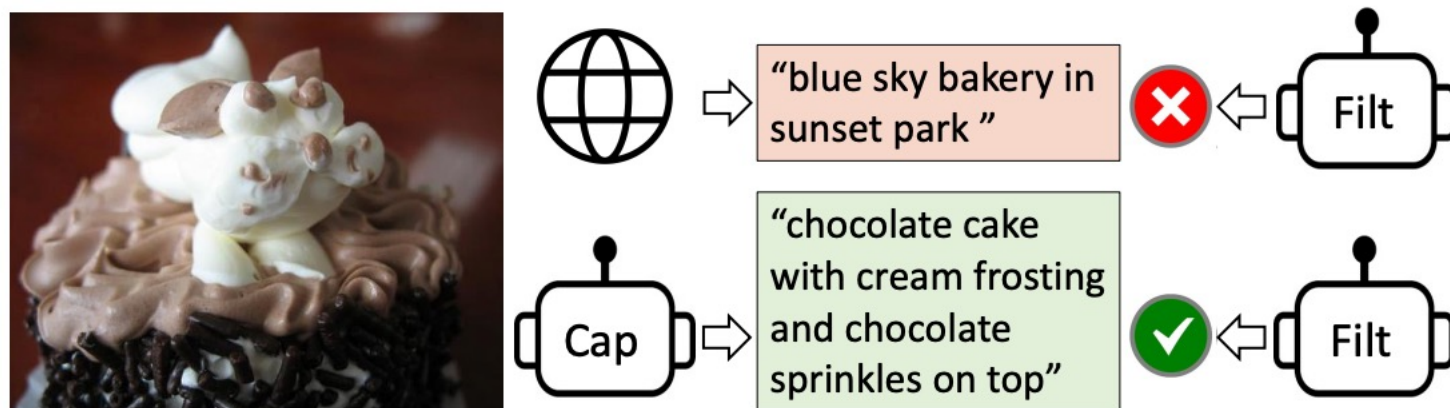 “blue sky bakery in
sunset park ”
Filt
“chocolate cake
with cream frosting
and chocolate
sprinkles on top”
Cap
Filt